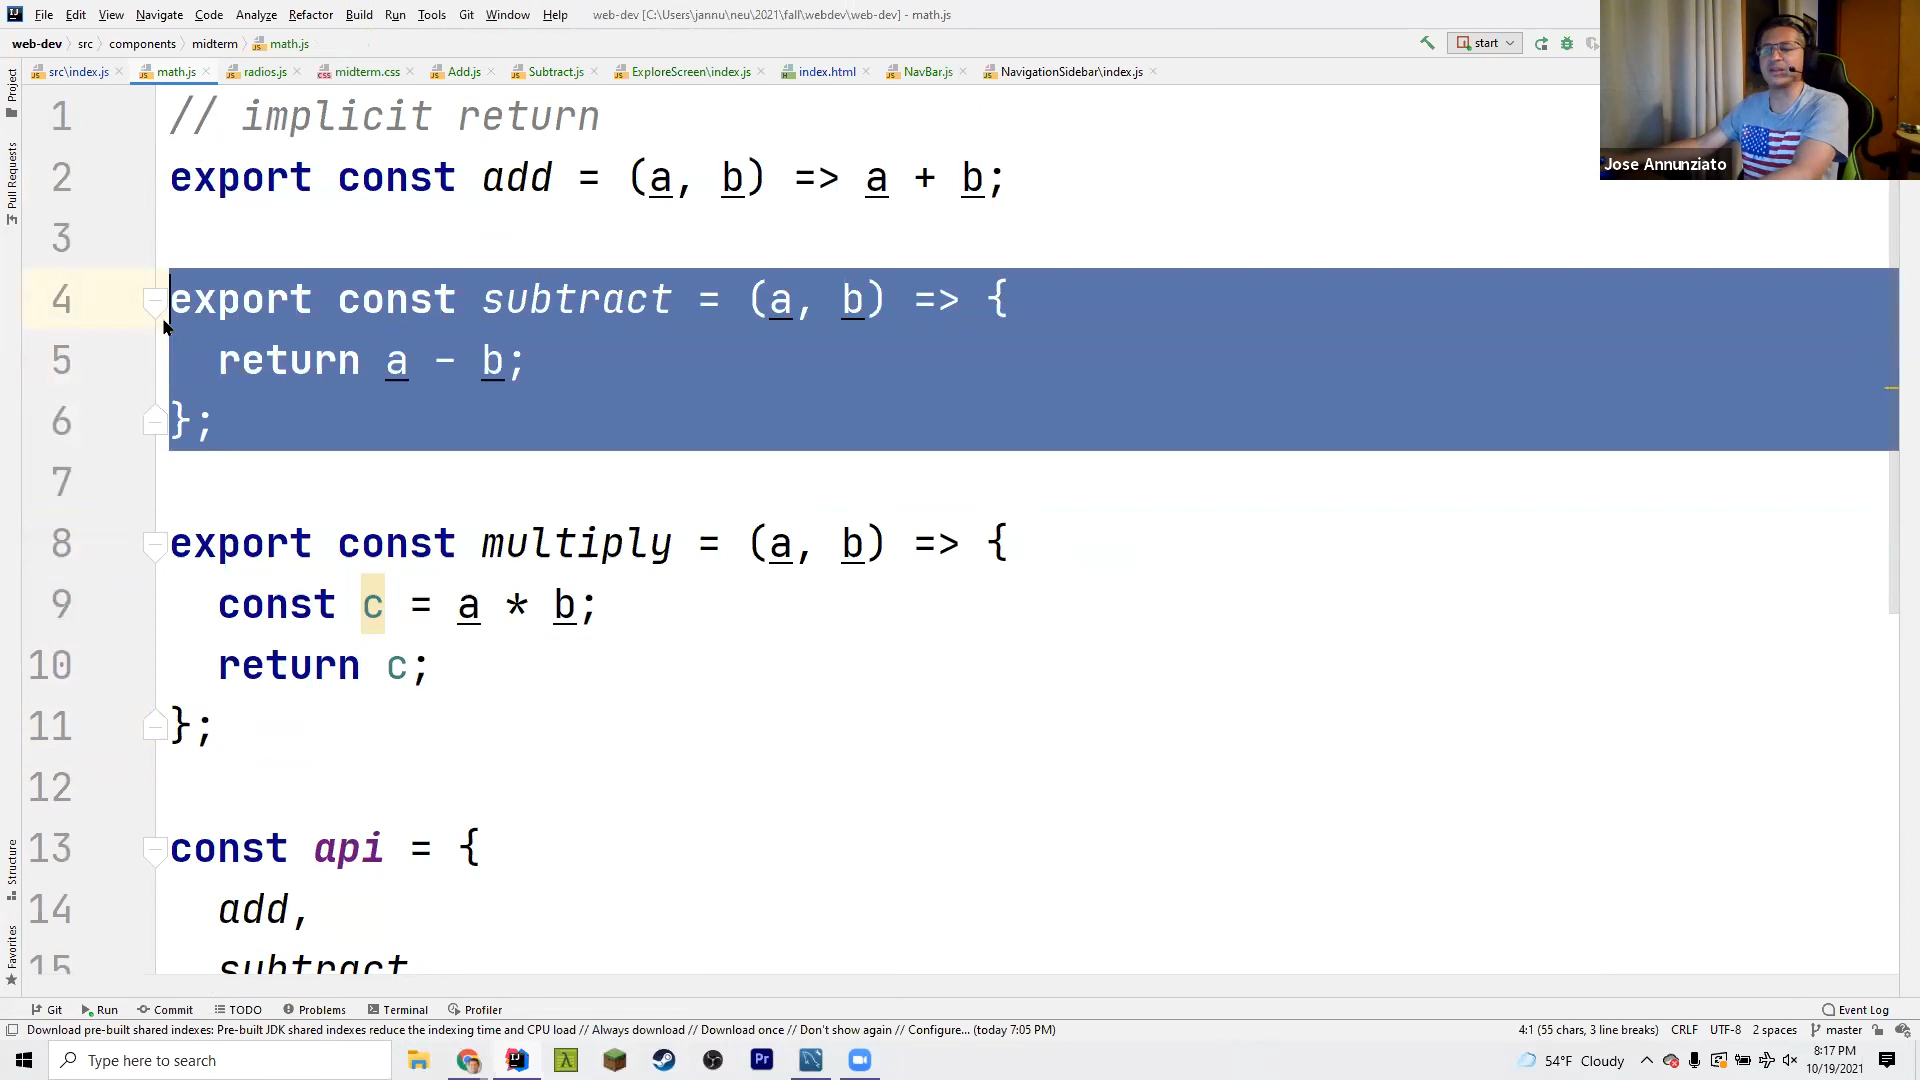 File Edit View Navigate Code Analyze Refactor Build Run Tools Git Window Help web-dev [C:\Users\jannu\neu\2021\fall\webdev\web-dev] - math.js
web-dev src components midterm math.js start
src\index.js math.js radios.js midterm.css Add.js Subtract.js ExploreScreen\index.js index.html NavBar.js NavigationSidebar\index.js
Project
Pull Requests
Structure
Favorites
Jose Annunziato
1 // implicit return
2 export const add = (a, b) => a + b;
3
4 export const subtract = (a, b) => {
5 return a - b;
6 };
7
8 export const multiply = (a, b) => {
9 const c = a * b;
10 return c;
11 };
12
13 const api = {
14 add,
15 subtract
Git Run Commit TODO Problems Terminal Profiler Event Log
Download pre-built shared indexes: Pre-built JDK shared indexes reduce the indexing time and CPU load // Always download // Download once // Don't show again // Configure... (today 7:05 PM) 4:1 (55 chars, 3 line breaks) CRLF UTF-8 2 spaces master
Type here to search Pr 54°F Cloudy 8:17 PM
10/19/2021